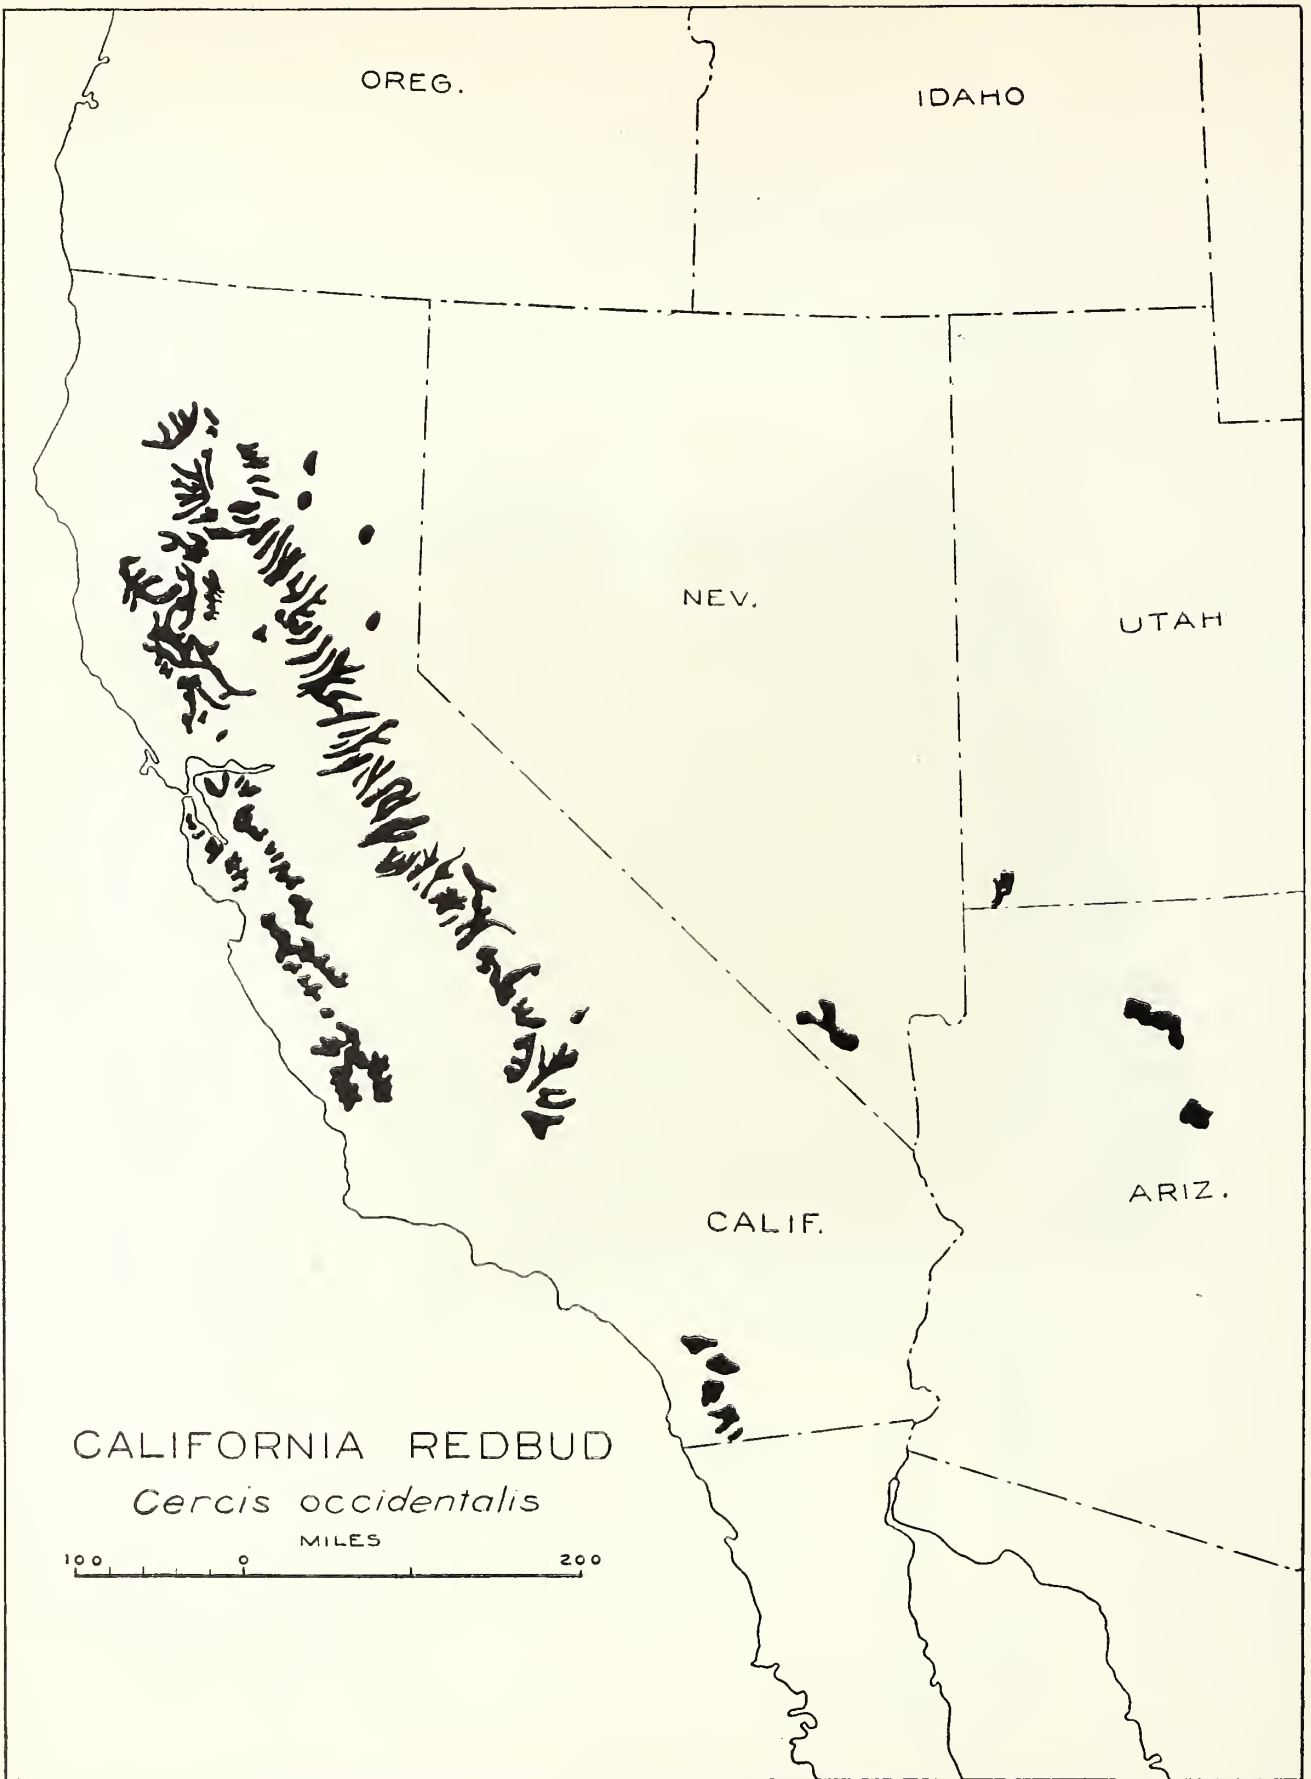 OREG.
IDAHO
NEV.
UTAH
ARIZ.
CALIF.
CALIFORNIA REDBUD
Cercis occidentalis
MILES
100 0 200